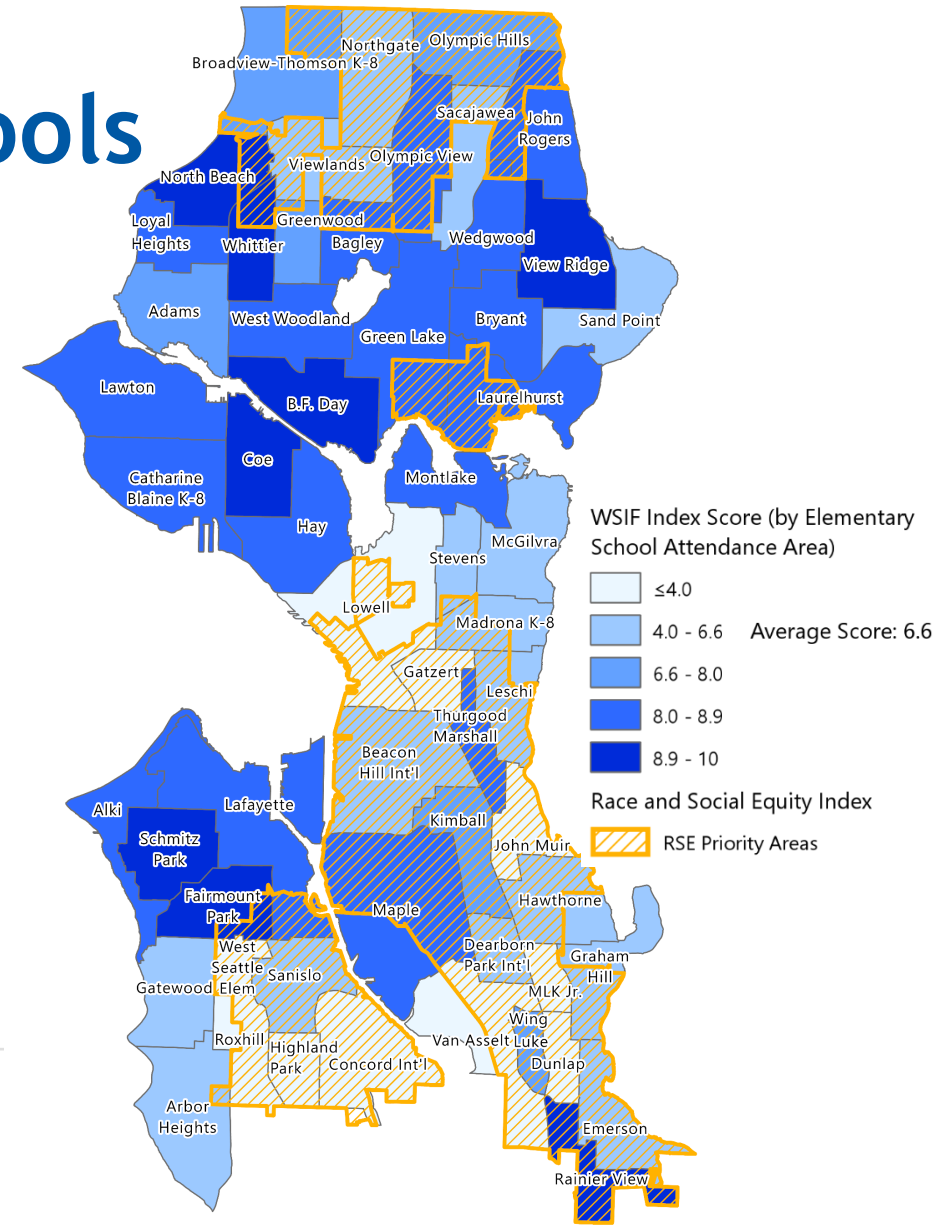 ools
Northgate
Olympic Hills
Broadview-Thomson K-8
Sacajawea
John
Rogers
Olympic View
Viewlands
North Beach
Greenwood
Loyal
Heights
Whittier
Bagley
Wedgwood
View Ridge
Adams
West Woodland
Bryant
Sand Point
Green Lake
Lawton
Laurelhurst
B.F. Day
Coe
Catharine
Blaine K-8
Montlake
Hay
McGilvra
Stevens
WSIF Index Score (by Elementary
School Attendance Area)
≤4.0
4.0 - 6.6
Average Score: 6.6
6.6 - 8.0
8.0 - 8.9
8.9 - 10
Race and Social Equity Index
RSE Priority Areas
Lowell
Madrona K-8
Gatzert
Leschi
Thurgood
Marshall
Beacon
Hill Int'l
Alki
Lafayette
Kimball
Schmitz
Park
John Muir
Fairmount
Park
Hawthorne
Maple
West
Seattle
Elem
Dearborn
Park Int'l
Graham
Hill
Sanislo
Gatewood
MLK Jr.
Wing
Luke
Roxhill
Highland
Park
Van Asselt
Concord Int'l
Dunlap
Arbor
Heights
Emerson
Rainier View